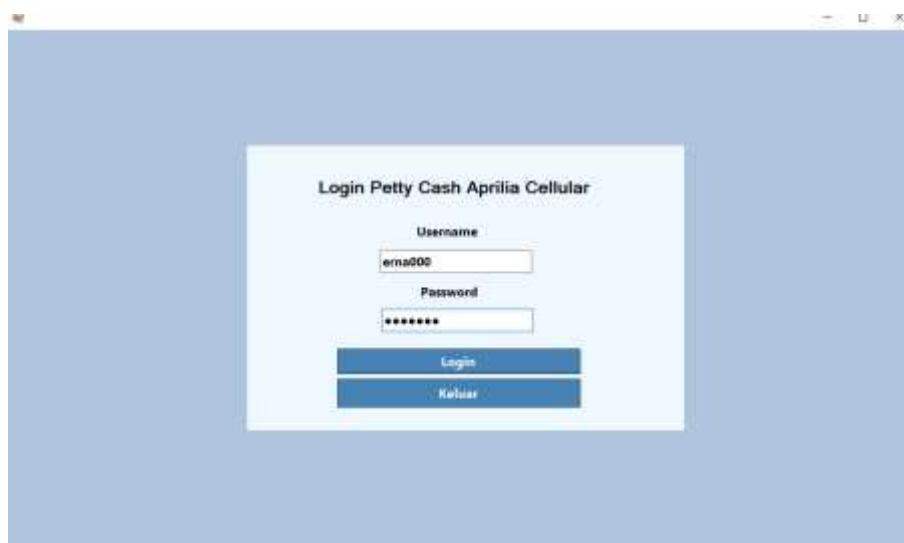 Login Petty Cash Aprilia Cellular
Username
erna000
Password
•••••••
Login
Keluar